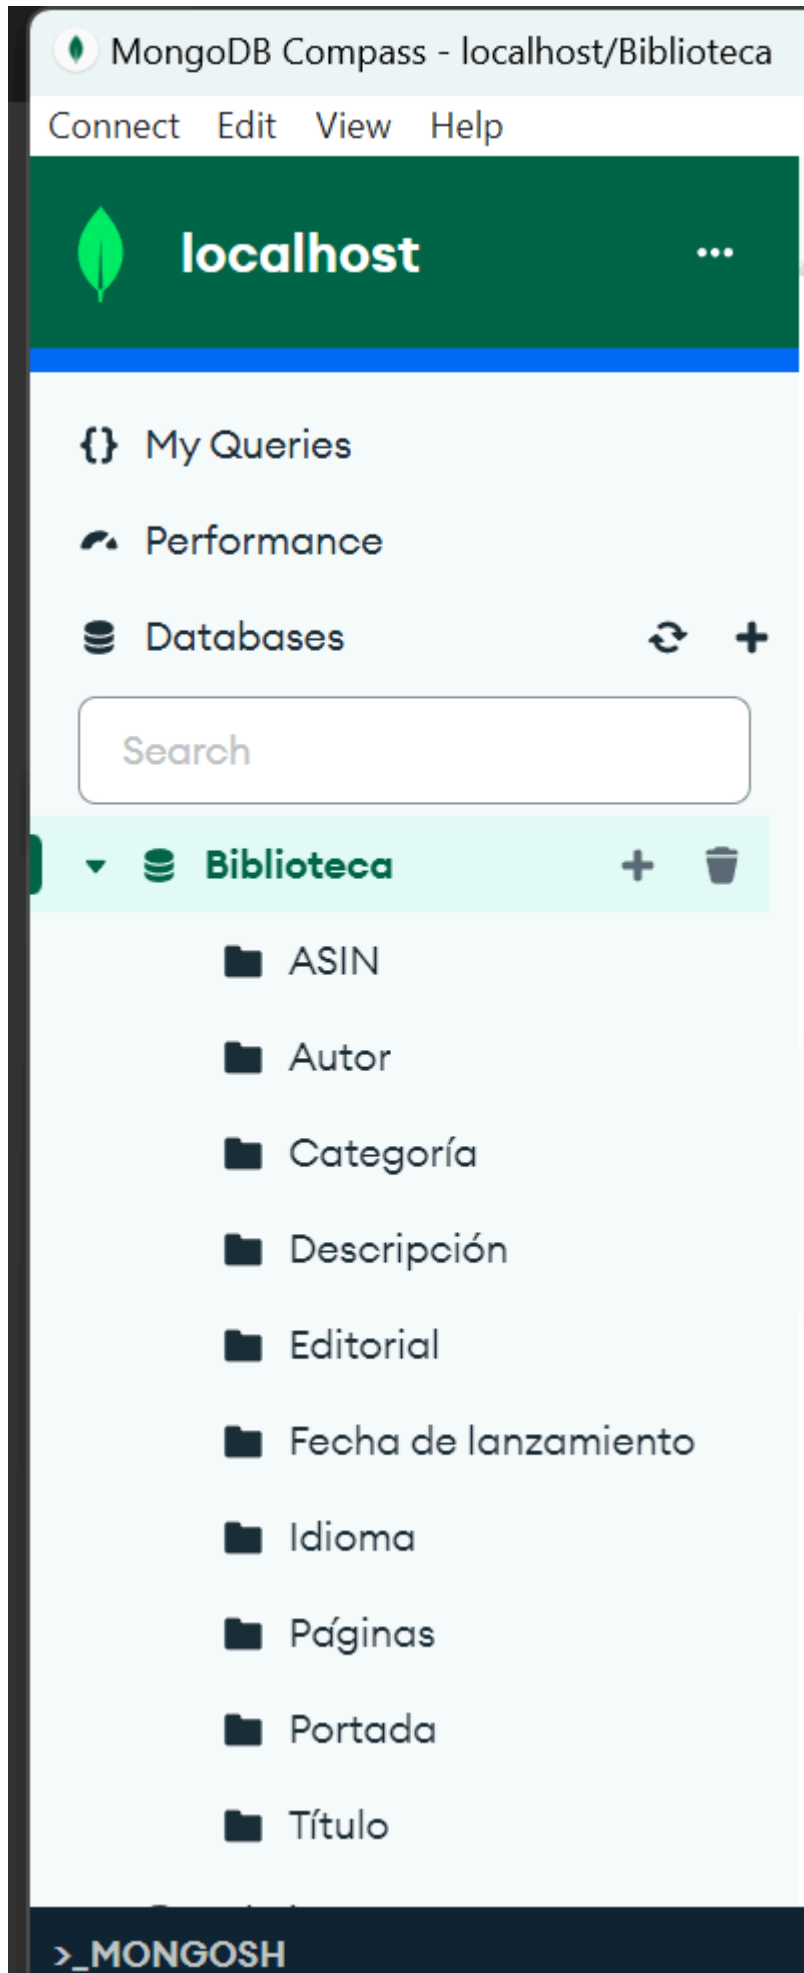 MongoDB Compass - localhost/Biblioteca
Connect Edit View Help
localhost
{} My Queries
Performance
Databases
Search
Biblioteca
ASIN
Autor
Categoría
Descripción
Editorial
Fecha de lanzamiento
Idioma
Páginas
Portada
Título
>_MONGOSH